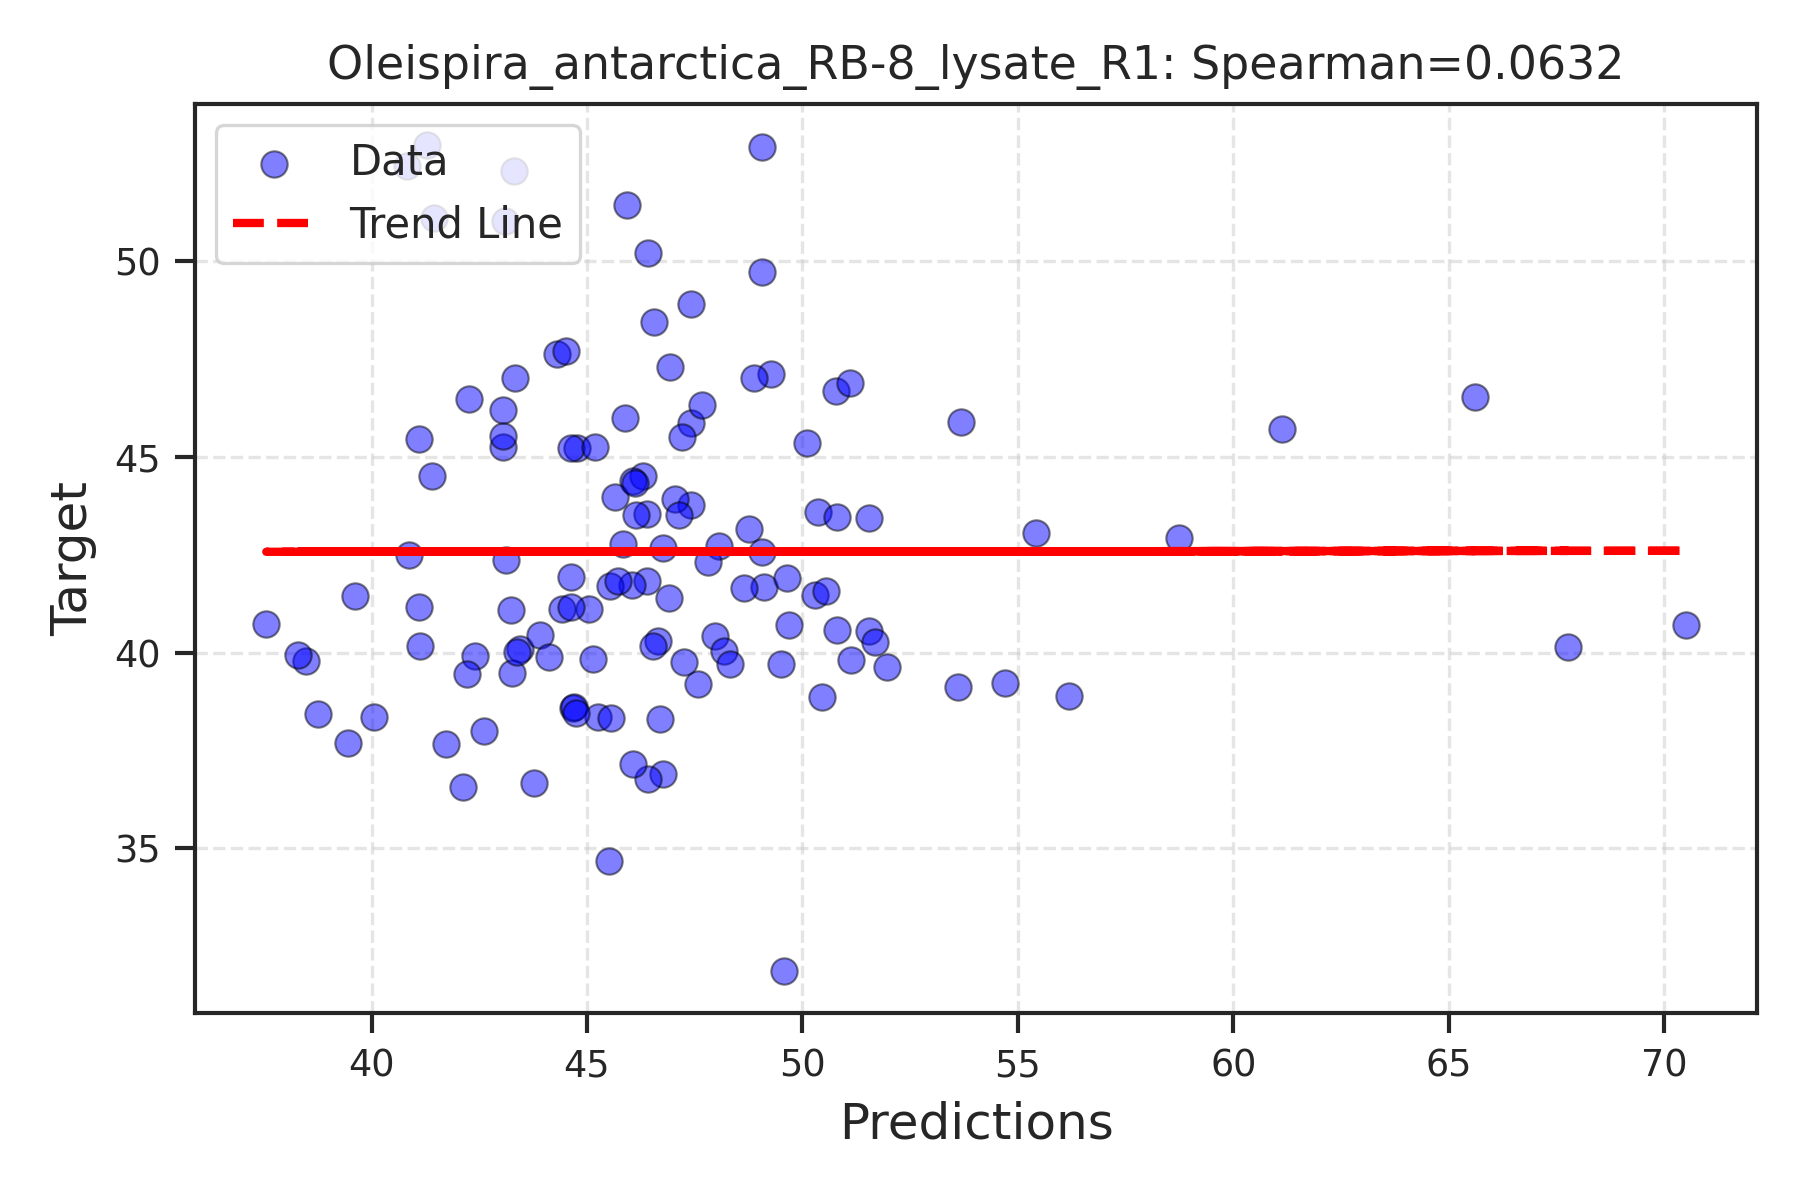 Oleispira_antarctica_RB-8_lysate_R1: Spearman=0.0632
Data
Trend Line
Target
50
45
40
35
40 45 50 55 60 65 70
Predictions